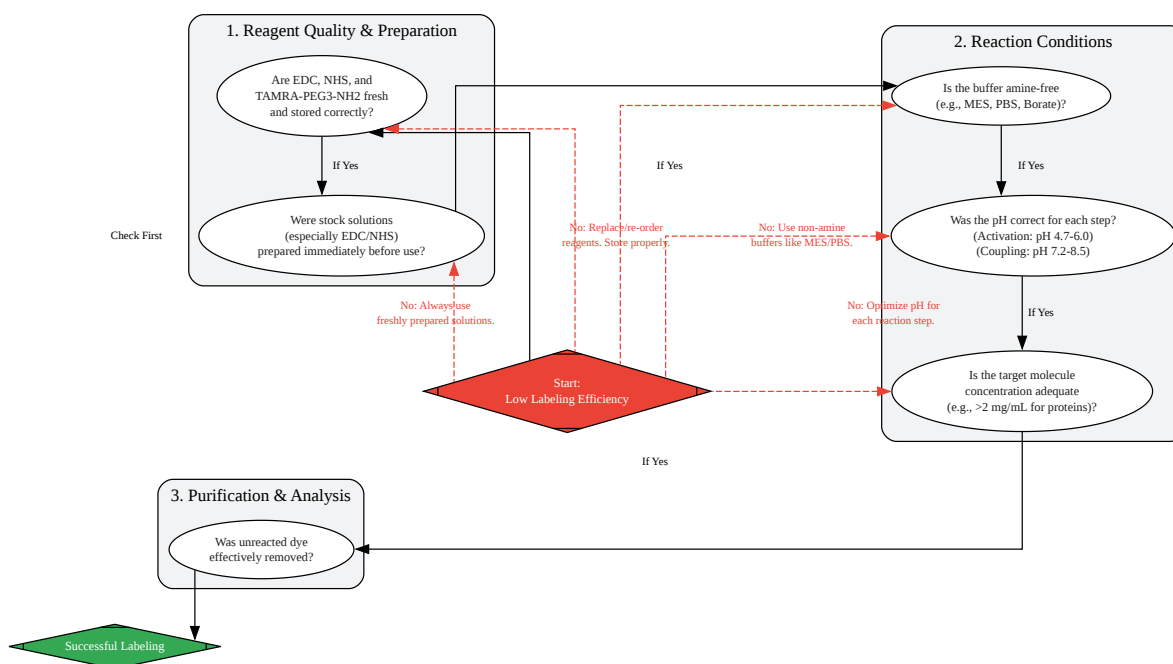 1. Reagent Quality & Preparation
Are EDC, NHS, and
TAMRA-PEG3-NH2 fresh
and stored correctly?
If Yes
Were stock solutions
(especially EDC/NHS)
prepared immediately before use?
Check First
2. Reaction Conditions
Is the buffer amine-free
(e.g., MES, PBS, Borate)?
If Yes
If Yes
Was the pH correct for each step?
(Activation: pH 4.7-6.0)
(Coupling: pH 7.2-8.5)
No: Replace/re-order
reagents. Store properly.
No: Use non-amine
buffers like MES/PBS.
No: Always use
freshly prepared solutions.
No: Optimize pH for
each reaction step.
If Yes
Start:
Low Labeling Efficiency
Is the target molecule
concentration adequate
(e.g., >2 mg/mL for proteins)?
If Yes
3. Purification & Analysis
Was unreacted dye
effectively removed?
Successful Labeling